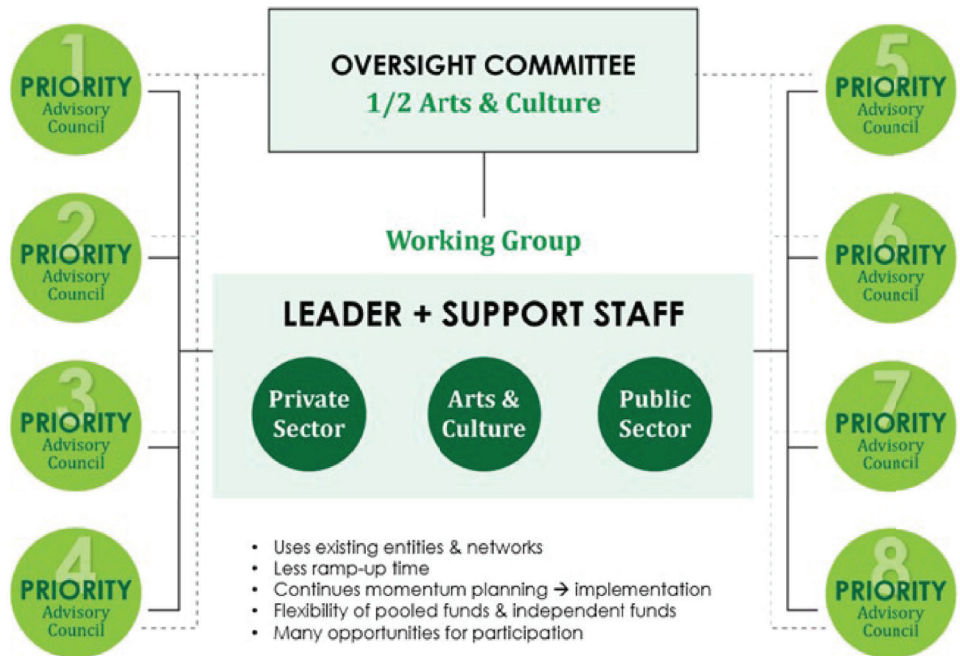 OVERSIGHT COMMITTEE
1/2 Arts & Culture
Working Group
LEADER + SUPPORT STAFF
Private
Sector
Arts &
Culture
Public
Sector
1
PRIORITY
Advisory
Council
2
PRIORITY
Advisory
Council
3
PRIORITY
Advisory
Council
4
PRIORITY
Advisory
Council
5
PRIORITY
Advisory
Council
6
PRIORITY
Advisory
Council
7
PRIORITY
Advisory
Council
8
PRIORITY
Advisory
Council
• Uses existing entities & networks
• Less ramp-up time
• Continues momentum planning → implementation
• Flexibility of pooled funds & independent funds
• Many opportunities for participation